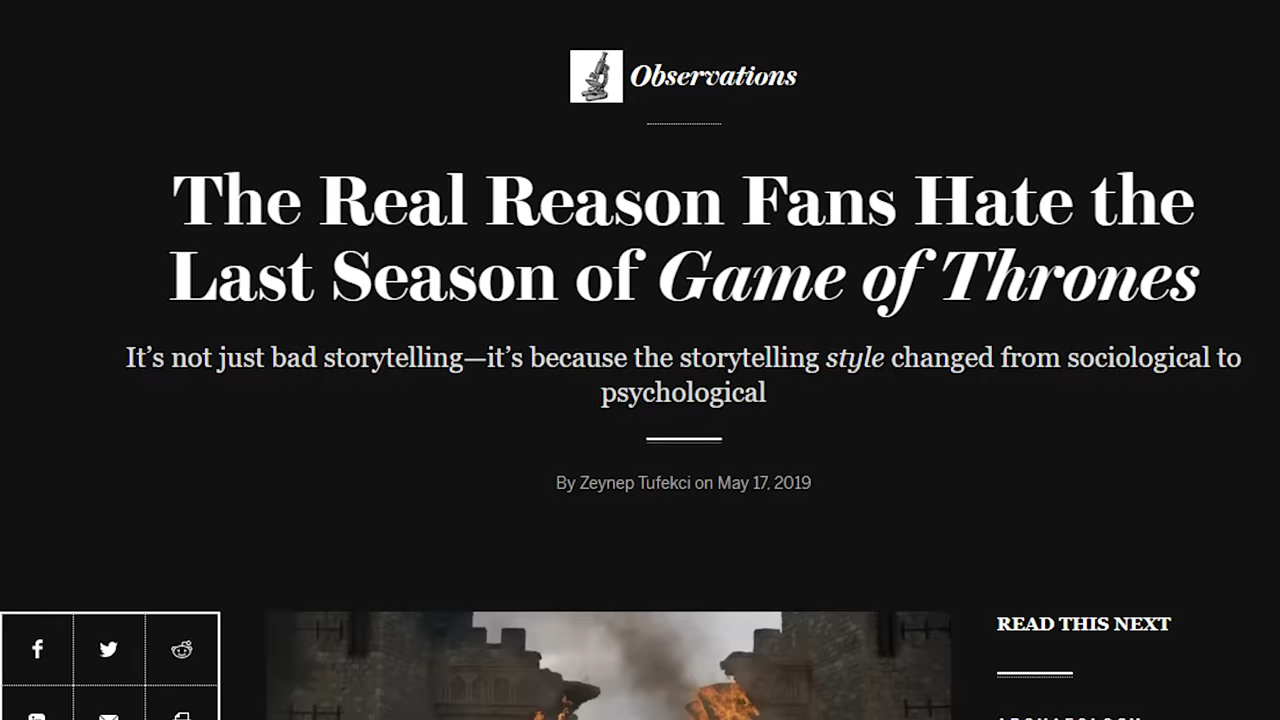 Observations
The Real Reason Fans Hate the
Last Season of Game of Thrones
It’s not just bad storytelling—it’s because the storytelling style changed from sociological to
psychological
By Zeynep Tufekci on May 17, 2019
READ THIS NEXT